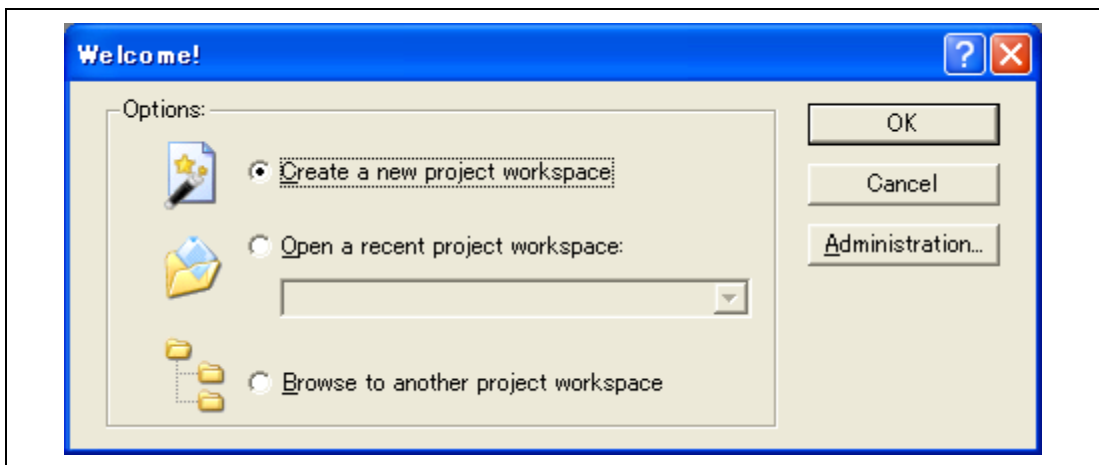 Welcome!
Options:
Create a new project workspace
Open a recent project workspace:
Browse to another project workspace
OK
Cancel
Administration...